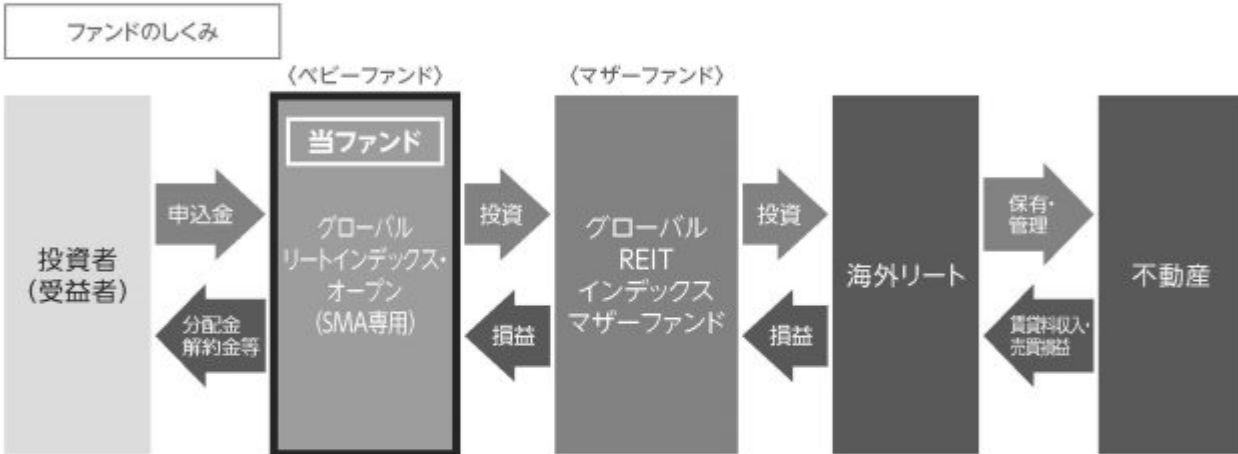 ファンドのしくみ
〈ベビーファンド〉
〈マザーファンド〉
投資者
(受益者)
申込金
分配金
解約金等
当ファンド
グローバル
リートインデックス・
オープン
(SMA専用)
投資
損益
グローバル
REIT
インデックス
マザーファンド
投資
損益
海外リート
保有・
管理
賃貸料収入・
売買損益
不動産